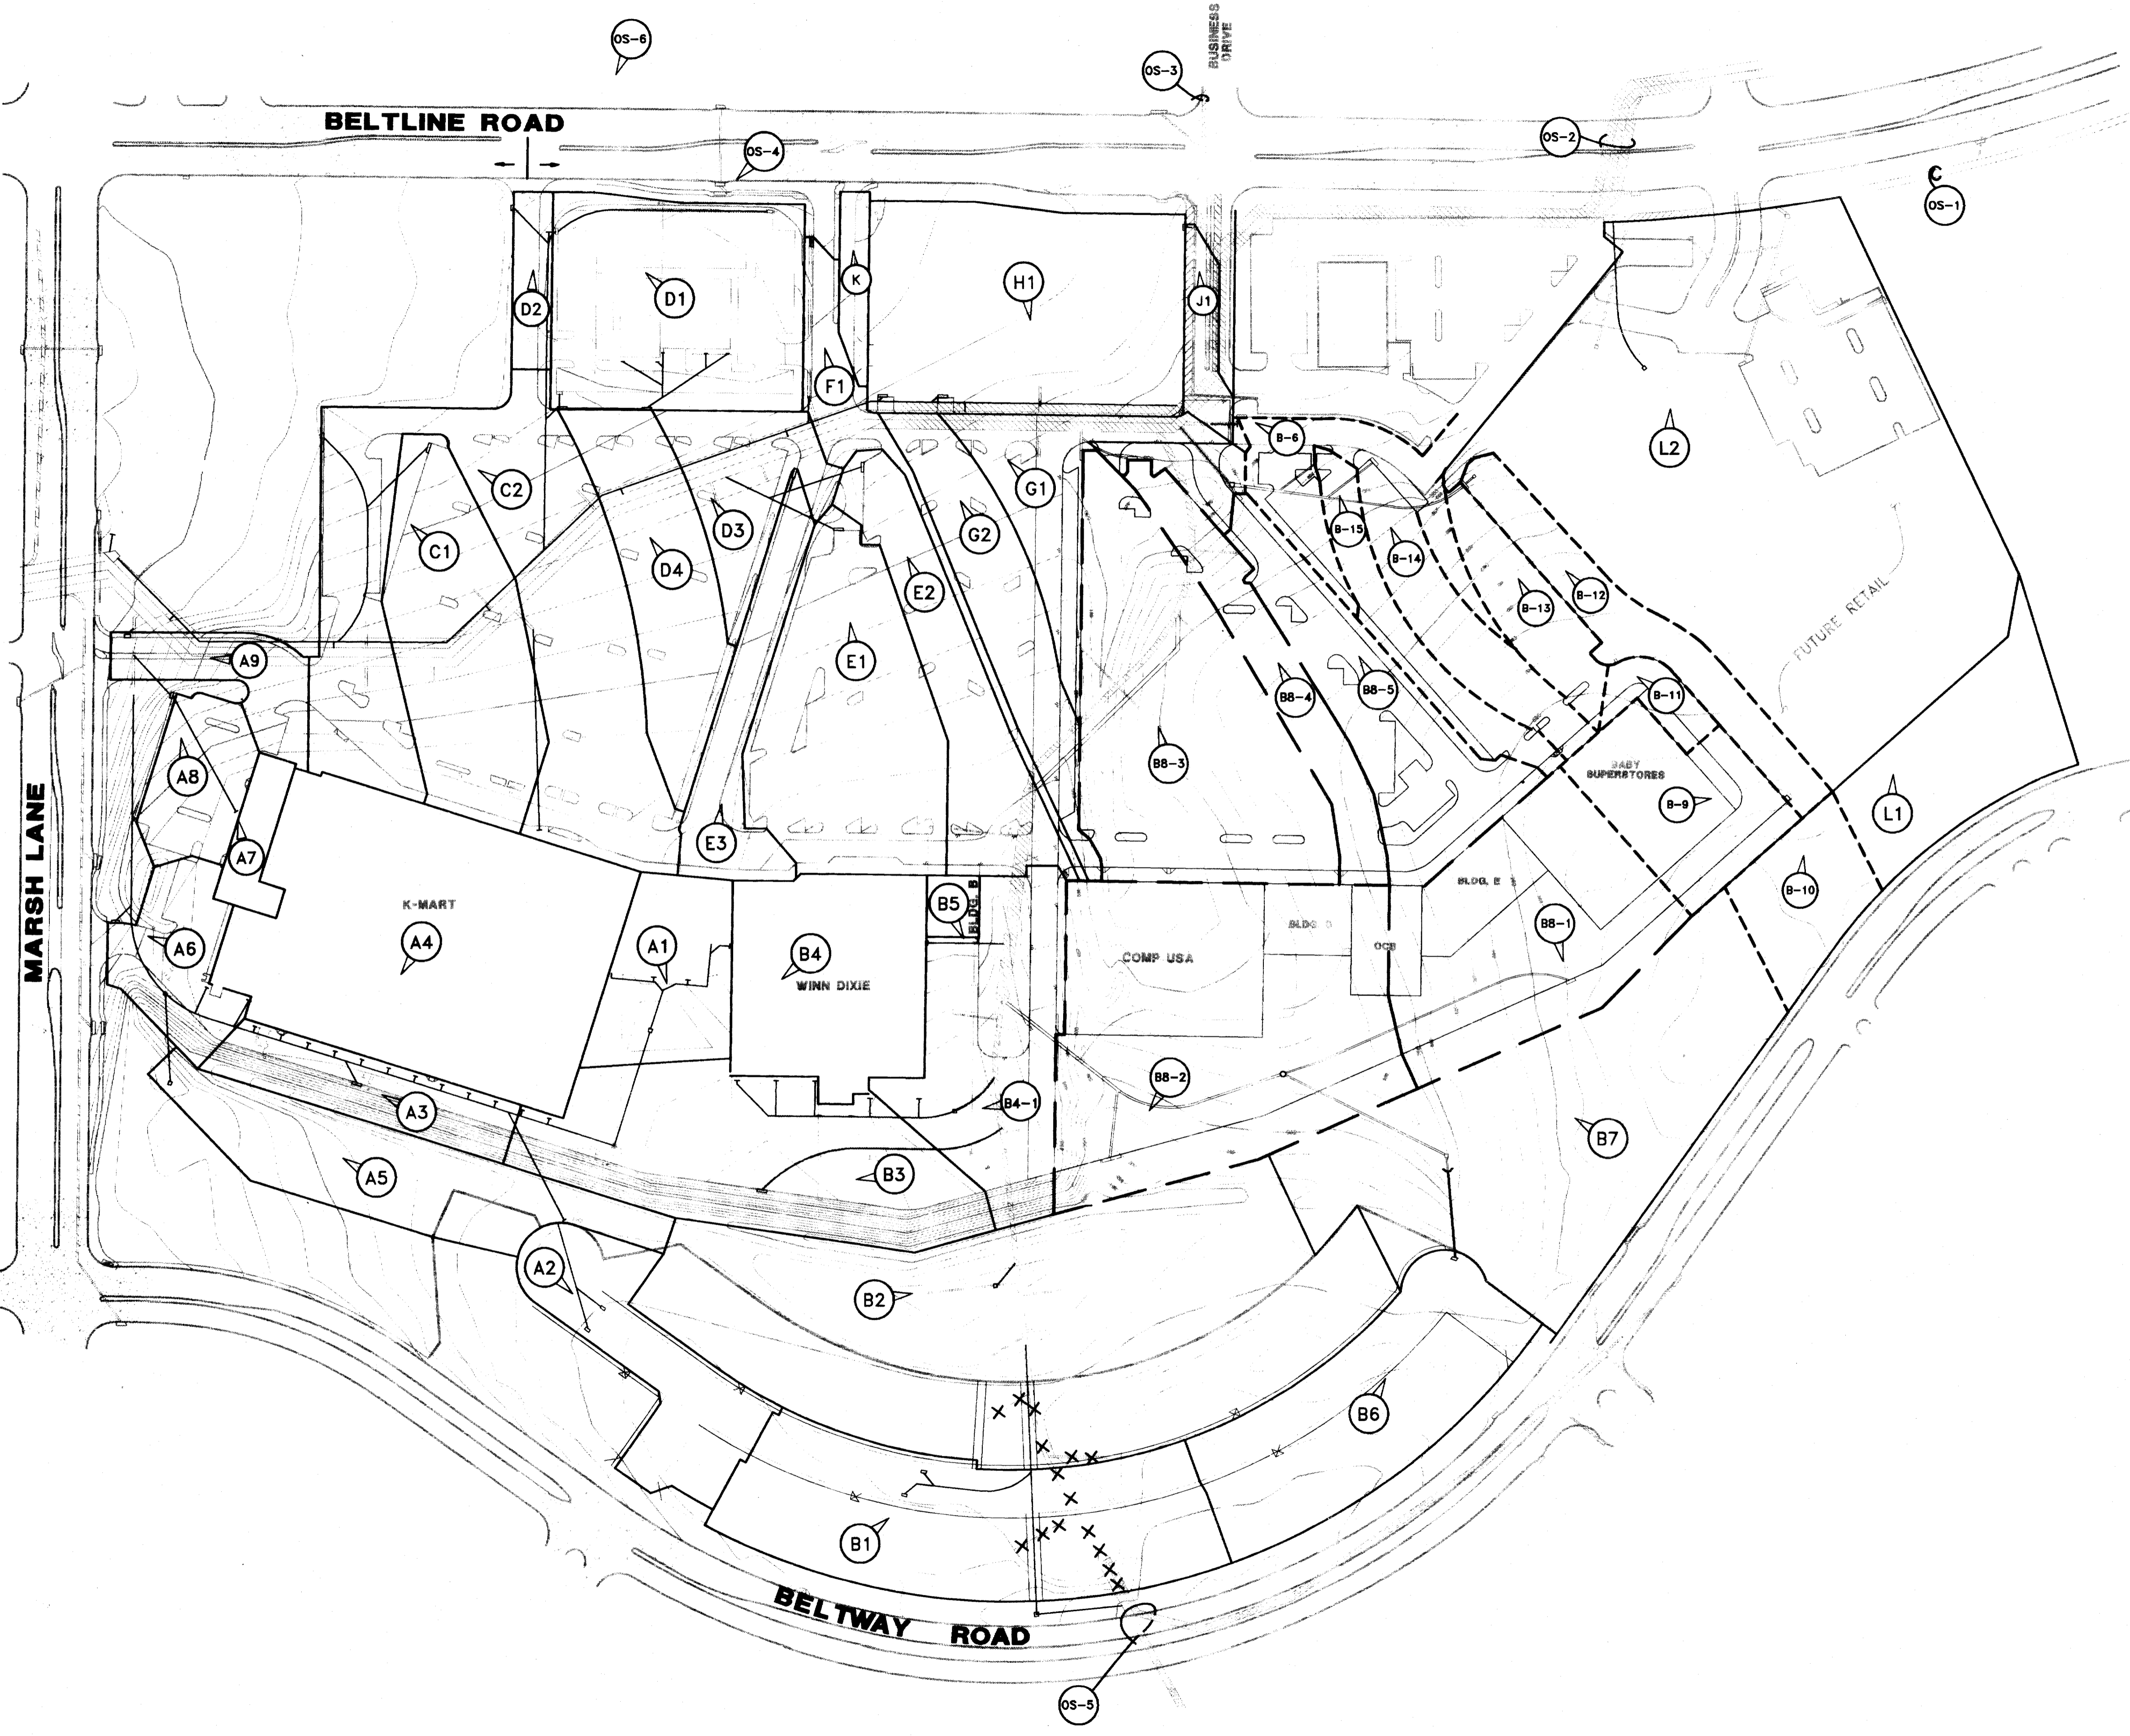 OS-6
OS-3
BUSINESS
DRIVE
BELTLINE ROAD
OS-4
OS-2
OS-1
D2
D1
K
H1
J1
F1
B-6
L2
C2
G1
C1
D3
G2
B-15
D4
B-14
E2
B-13
B-12
FUTURE RETAIL
A9
E1
B8-4
B8-5
B-11
A8
B8-3
BABY
SUPERSTORES
B-9
L1
E3
A7
MARSH LANE
B-10
K-MART
A4
A6
A1
B5
BLDG. B
BLDG. E
BLDG
B8-1
B4
WINN DIXIE
COMP USA
OCB
B8-2
A3
B4-1
B7
A5
B3
A2
B2
B6
B1
BELTWAY ROAD
OS-5